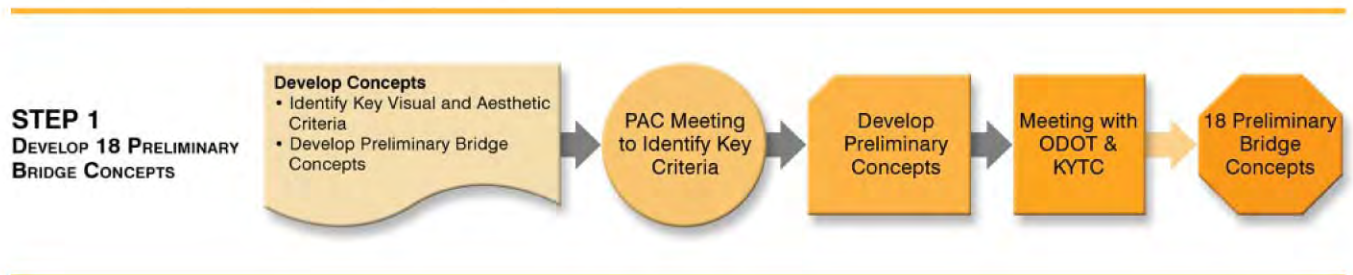 STEP 1
DEVELOP 18 PRELIMINARY
BRIDGE CONCEPTS
Develop Concepts
• Identify Key Visual and Aesthetic
Criteria
• Develop Preliminary Bridge
Concepts
PAC Meeting
to Identify Key
Criteria
Develop
Preliminary
Concepts
Meeting with
ODOT &
KYTC
18 Preliminary
Bridge
Concepts